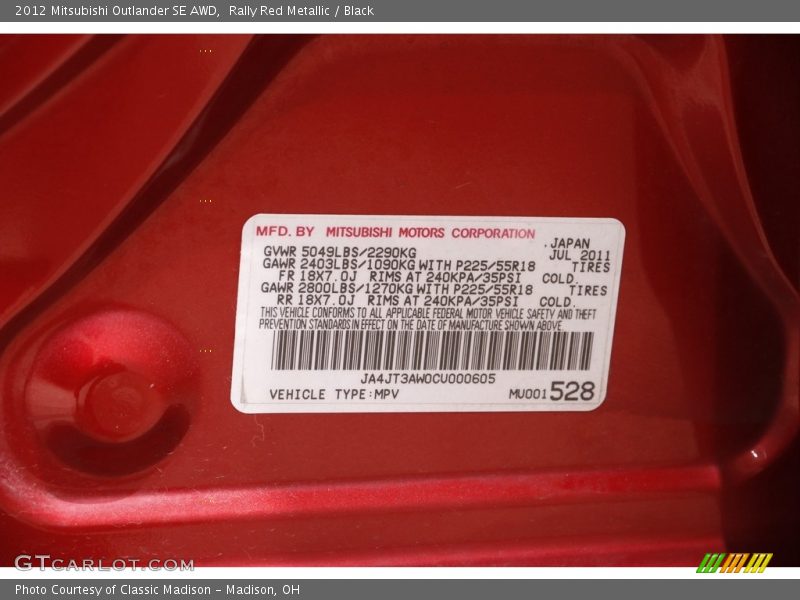 2012 Mitsubishi Outlander SE AWD, Rally Red Metallic / Black
MFD. BY MITSUBISHI MOTORS CORPORATION .JAPAN
GVWR 5049LBS/2290KG JUL 2011
GAWR 2403LBS/1090KG WITH P225/55R18 TIRES
FR 18X7.0J RIMS AT 240KPA/35PSI COLD.
GAWR 2800LBS/1270KG WITH P225/55R18 TIRES
RR 18X7.0J RIMS AT 240KPA/35PSI COLD.
THIS VEHICLE CONFORMS TO ALL APPLICABLE FEDERAL MOTOR VEHICLE SAFETY AND THEFT
PREVENTION STANDARDS IN EFFECT ON THE DATE OF MANUFACTURE SHOWN ABOVE.
JA4JT3AW0CU000605
VEHICLE TYPE:MPV MU001528
GTCARLOT.COM
Photo Courtesy of Classic Madison - Madison, OH